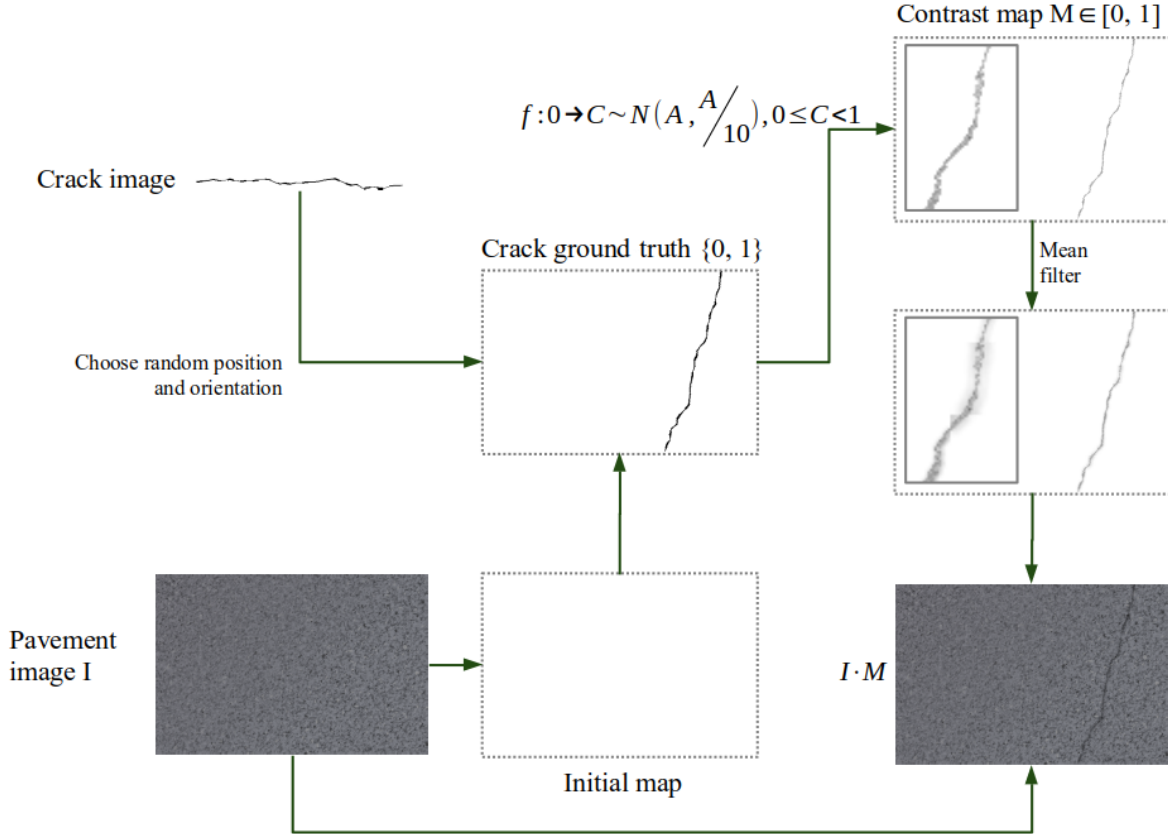 Contrast map M ∈ [0, 1]
f : 0 → C ~ N(A, A/10), 0 ≤ C < 1
Crack image
Crack ground truth {0, 1}
Mean
filter
Choose random position
and orientation
Pavement
image I
I · M
Initial map